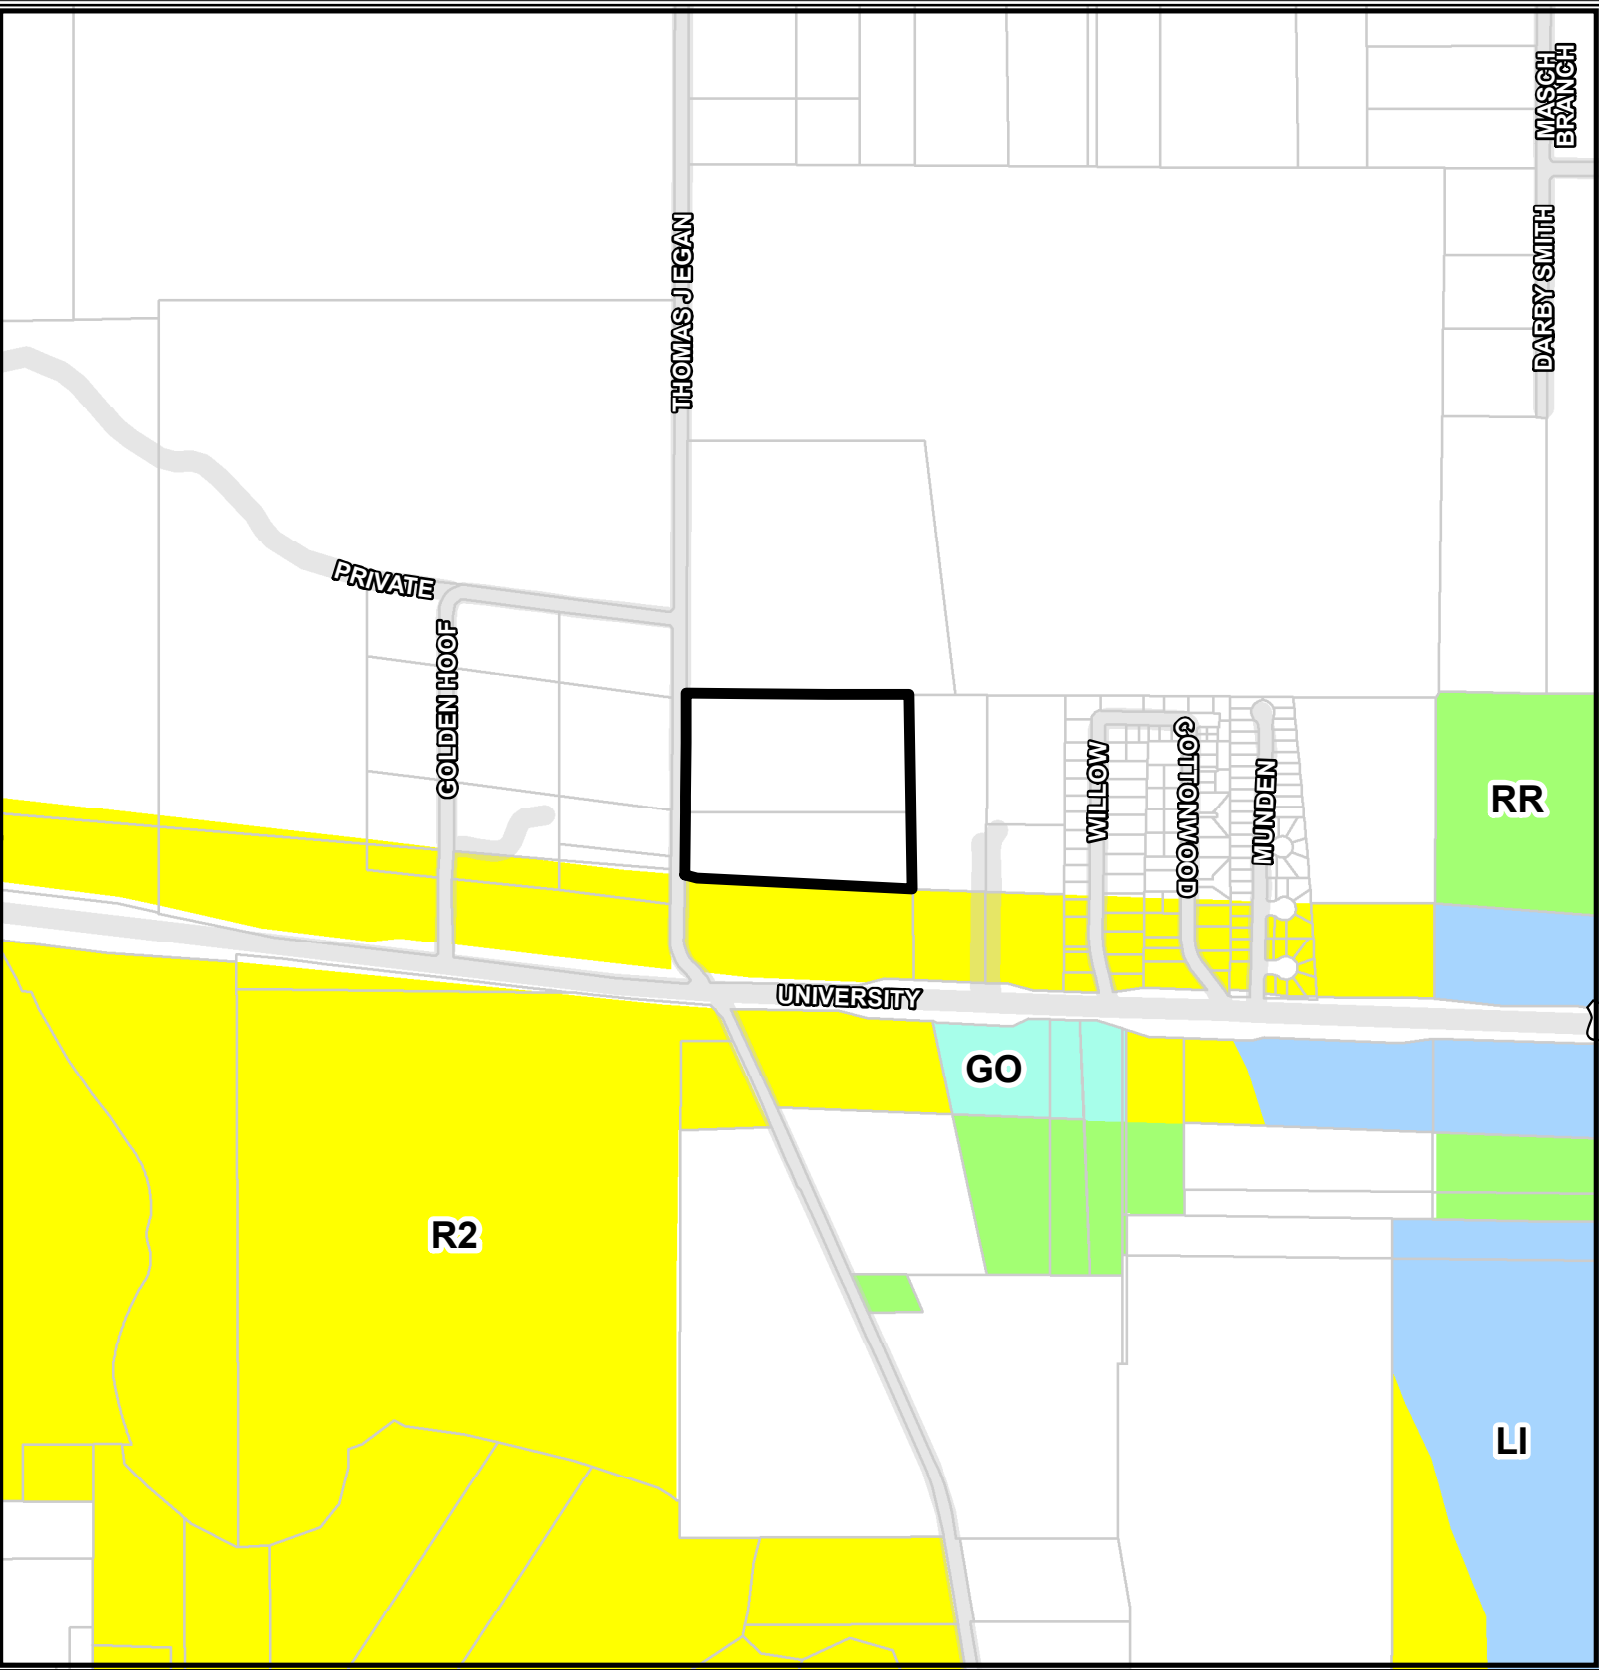 MASCH
BRANCH
THOMAS J EGAN
DARBY SMITH
PRIVATE
GOLDEN HOOF
WILLOW
COTTONWOOD
MUNDEN
RR
UNIVERSITY
GO
R2
LI